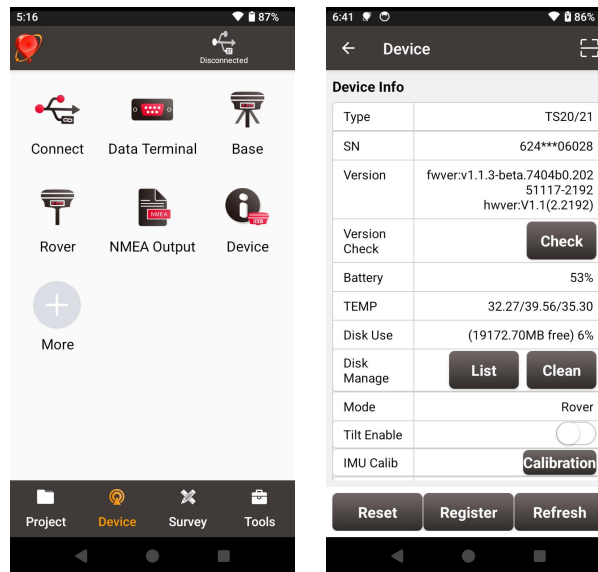 5:16
87%
Disconnected
Connect
Data Terminal
Base
NMEA
Rover
NMEA Output
Device
More
Project
Device
Survey
Tools
6:41
86%
Device
Device Info
Type TS20/21
SN 624***06028
Version fwver:v1.1.3-beta.7404b0.202
51117-2192
hwver:V1.1(2.2192)
Version
Check
Check
Battery 53%
TEMP 32.27/39.56/35.30
Disk Use (19172.70MB free) 6%
Disk
Manage
List Clean
Mode Rover
Tilt Enable
IMU Calib Calibration
Reset Register Refresh